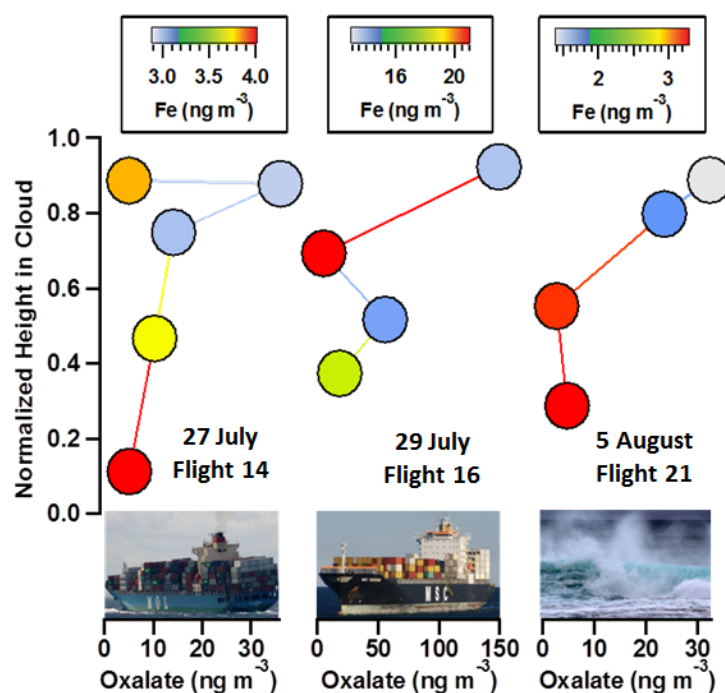 3.0 3.5 4.0
Fe (ng m⁻³)
16 20
Fe (ng m⁻³)
2 3
Fe (ng m⁻³)
Normalized Height in Cloud
1.0
0.8
0.6
0.4
0.2
0.0
27 July
Flight 14
29 July
Flight 16
5 August
Flight 21
MOL
MSC
0 10 20 30
Oxalate (ng m⁻³)
0 50 100 150
Oxalate (ng m⁻³)
0 10 20 30
Oxalate (ng m⁻³)